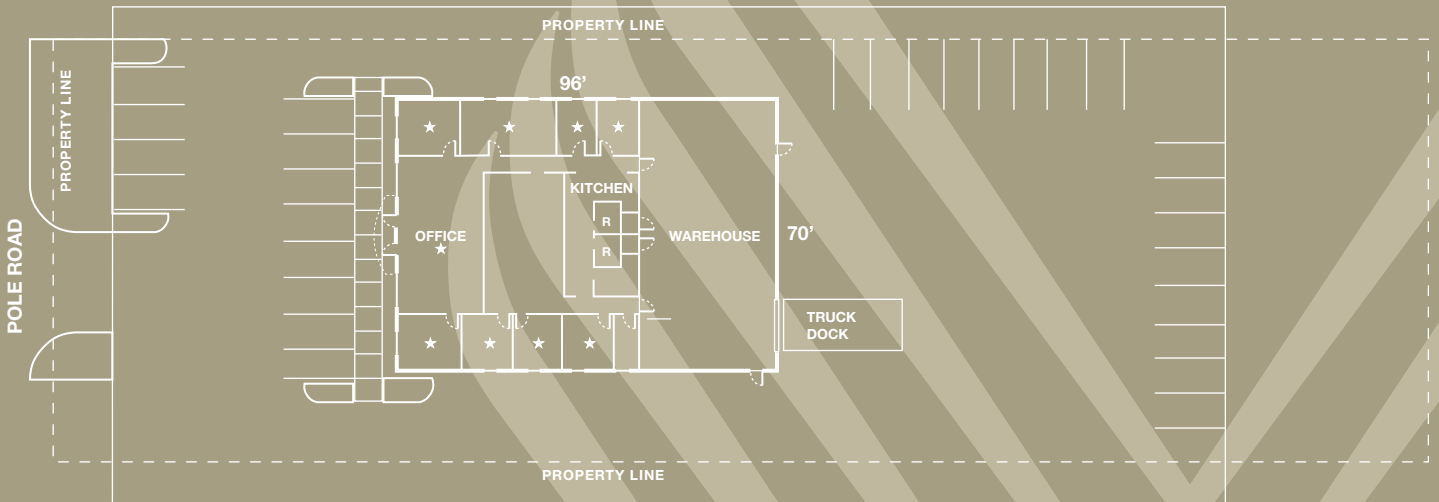 PROPERTY LINE
PROPERTY LINE
POLE ROAD
96’
KITCHEN
R
OFFICE
WAREHOUSE
70’
R
TRUCK
DOCK
PROPERTY LINE